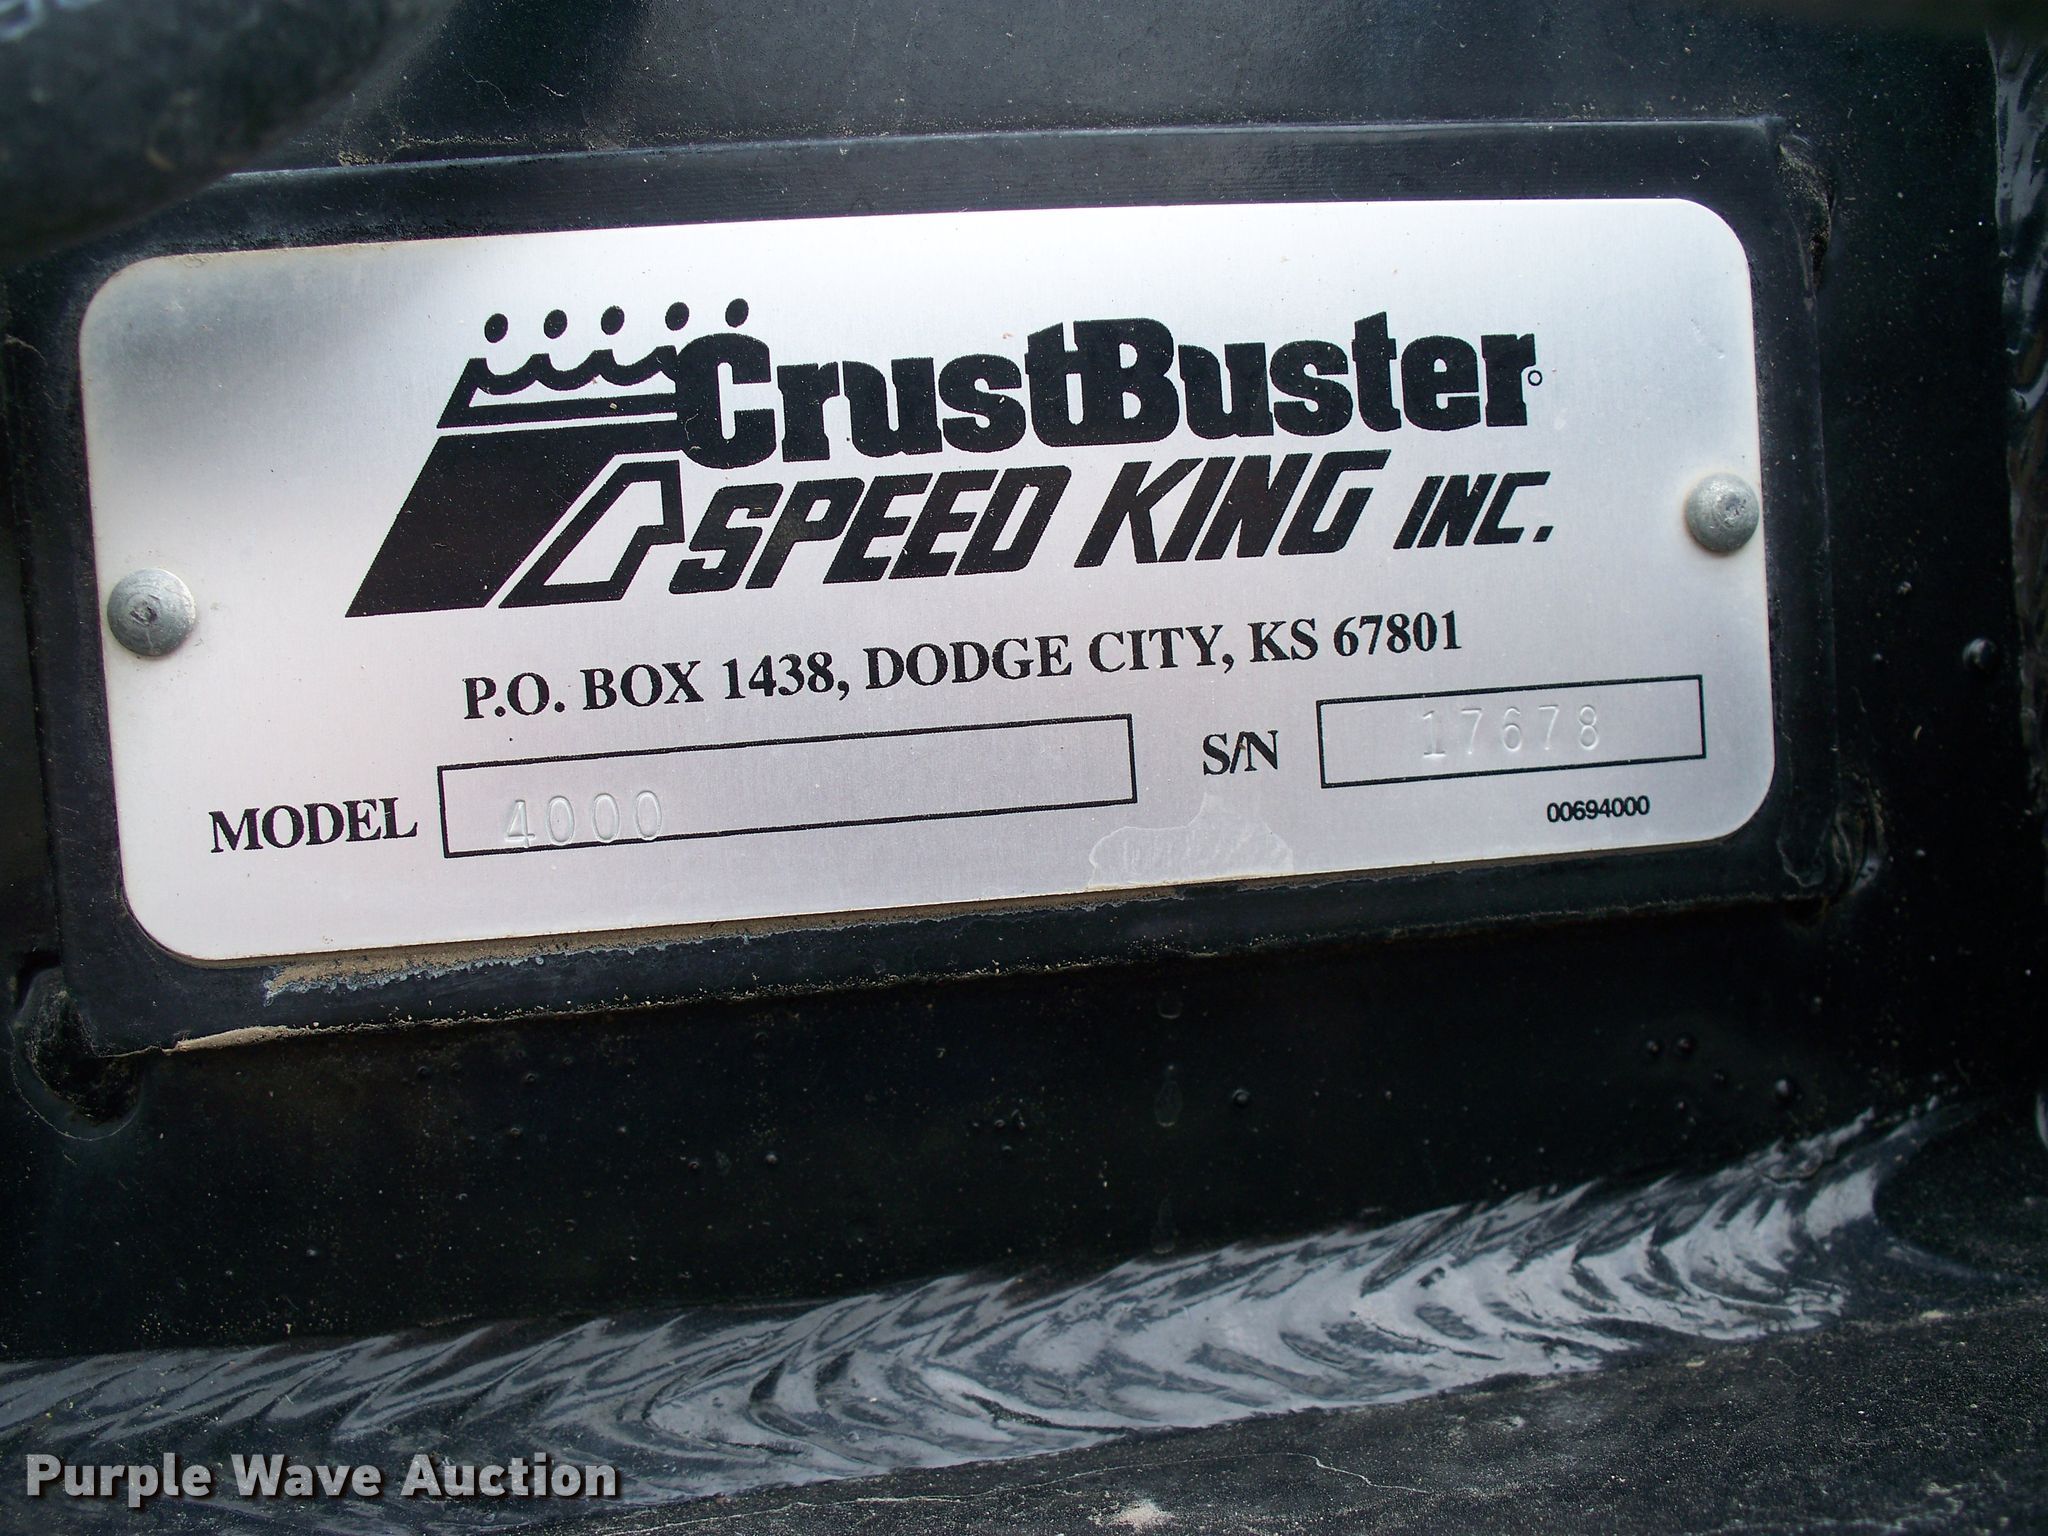 CrustBuster®
SPEED KING INC.
P.O. BOX 1438, DODGE CITY, KS 67801
MODEL 4000 S/N 17678
00694000
Purple Wave Auction